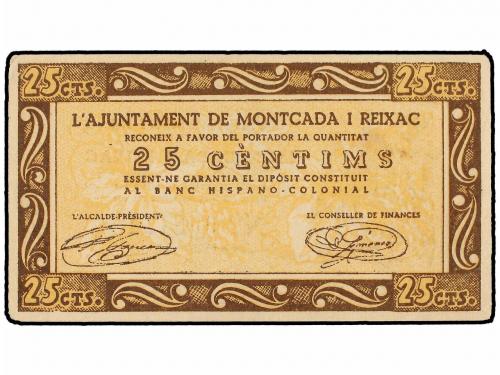 25 CTS. 25 CTS.
L'AJUNTAMENT DE MONTCADA I REIXAC
RECONEIX A FAVOR DEL PORTADOR LA QUANTITAT
25 CÈNTIMS
ESSENT-NE GARANTIA EL DIPÒSIT CONSTITUIT
AL BANC HISPANO-COLONIAL
L'ALCALDE-PRÈSIDENT EL CONSELLER DE FINANCES
25 CTS. 25 CTS.